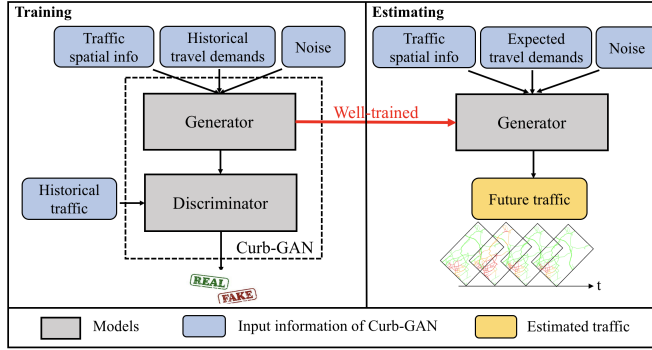 Training
Traffic
spatial info
Historical
travel demands
Noise
Generator
Well-trained
Historical
traffic
Discriminator
Curb-GAN
REAL
FAKE
Estimating
Traffic
spatial info
Expected
travel demands
Noise
Generator
Future traffic
t
Models
Input information of Curb-GAN
Estimated traffic